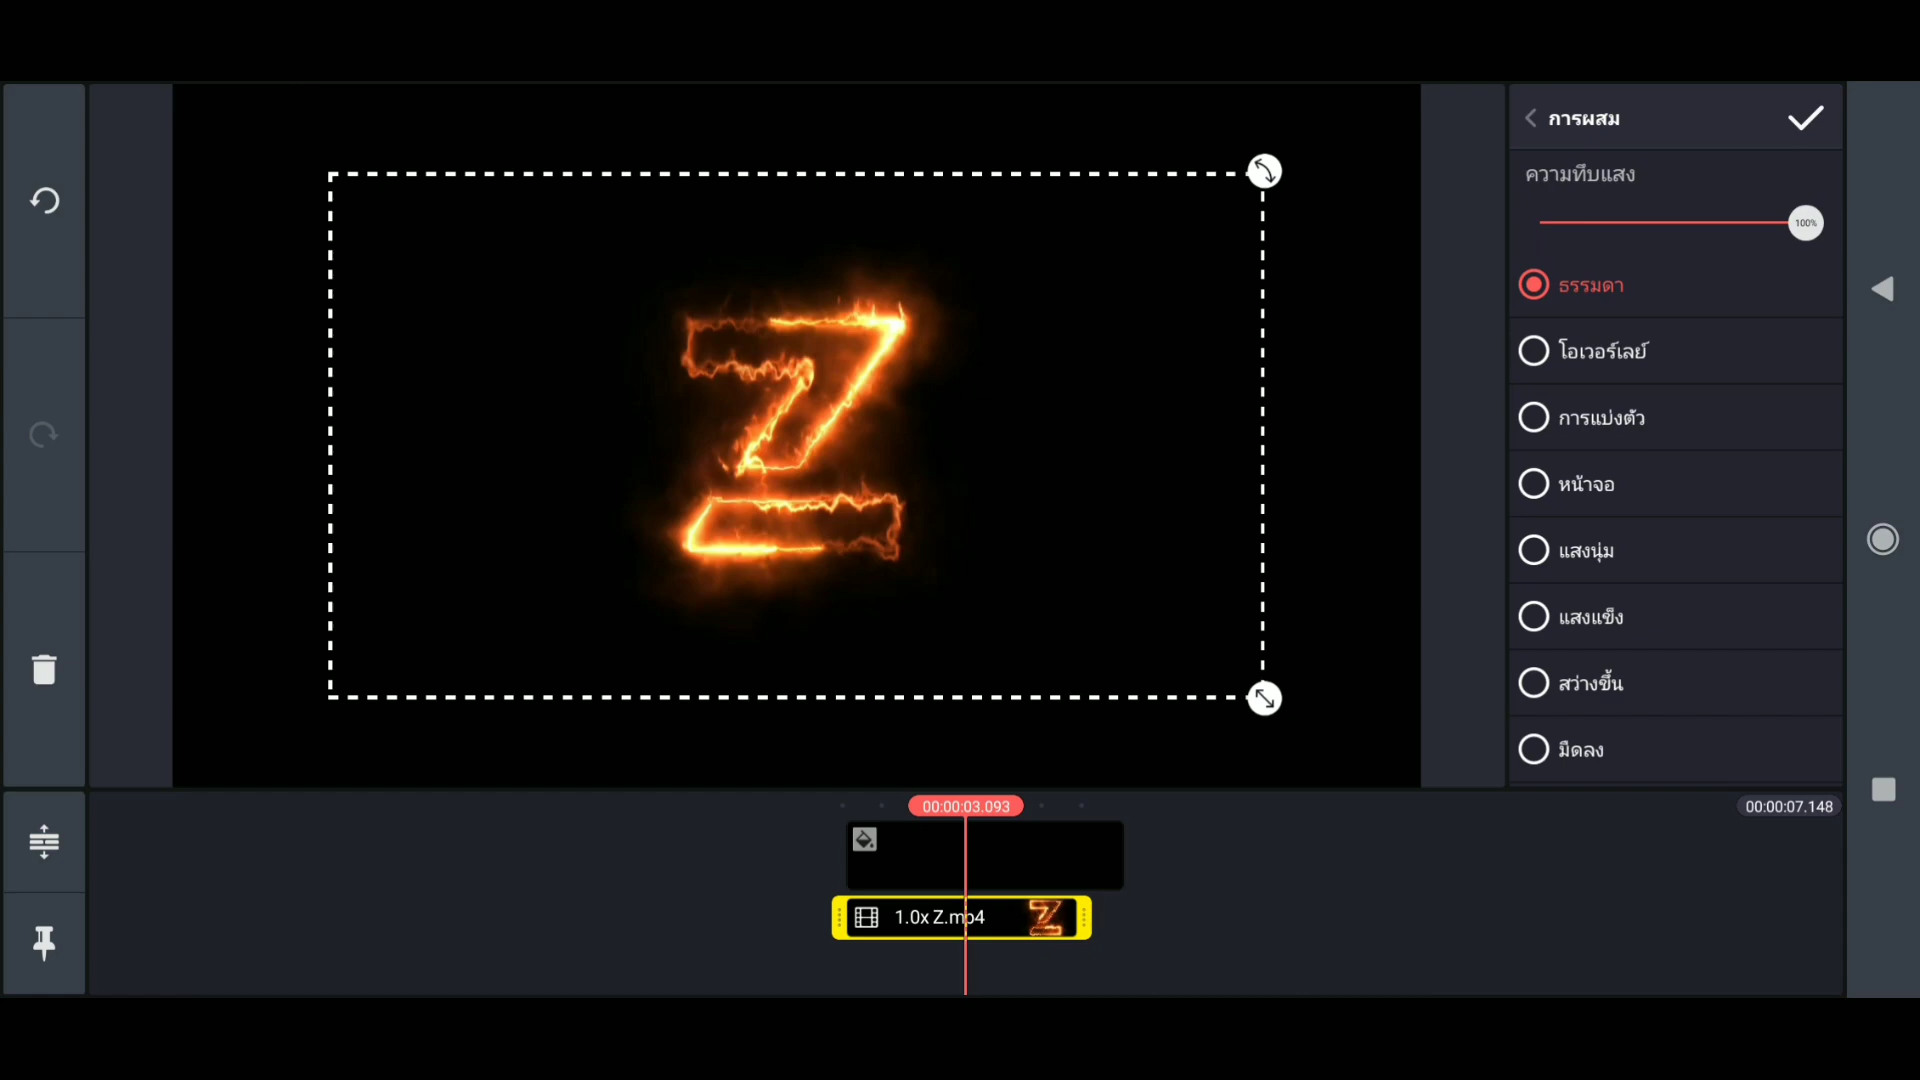 การผสม
ความทึบแสง
100%
ธรรมดา
โอเวอร์เลย์
การแบ่งตัว
หน้าจอ
แสงนุ่ม
แสงแข็ง
สว่างขึ้น
มืดลง
00:00:03.093
00:00:07.148
1.0x Z.mp4
Z